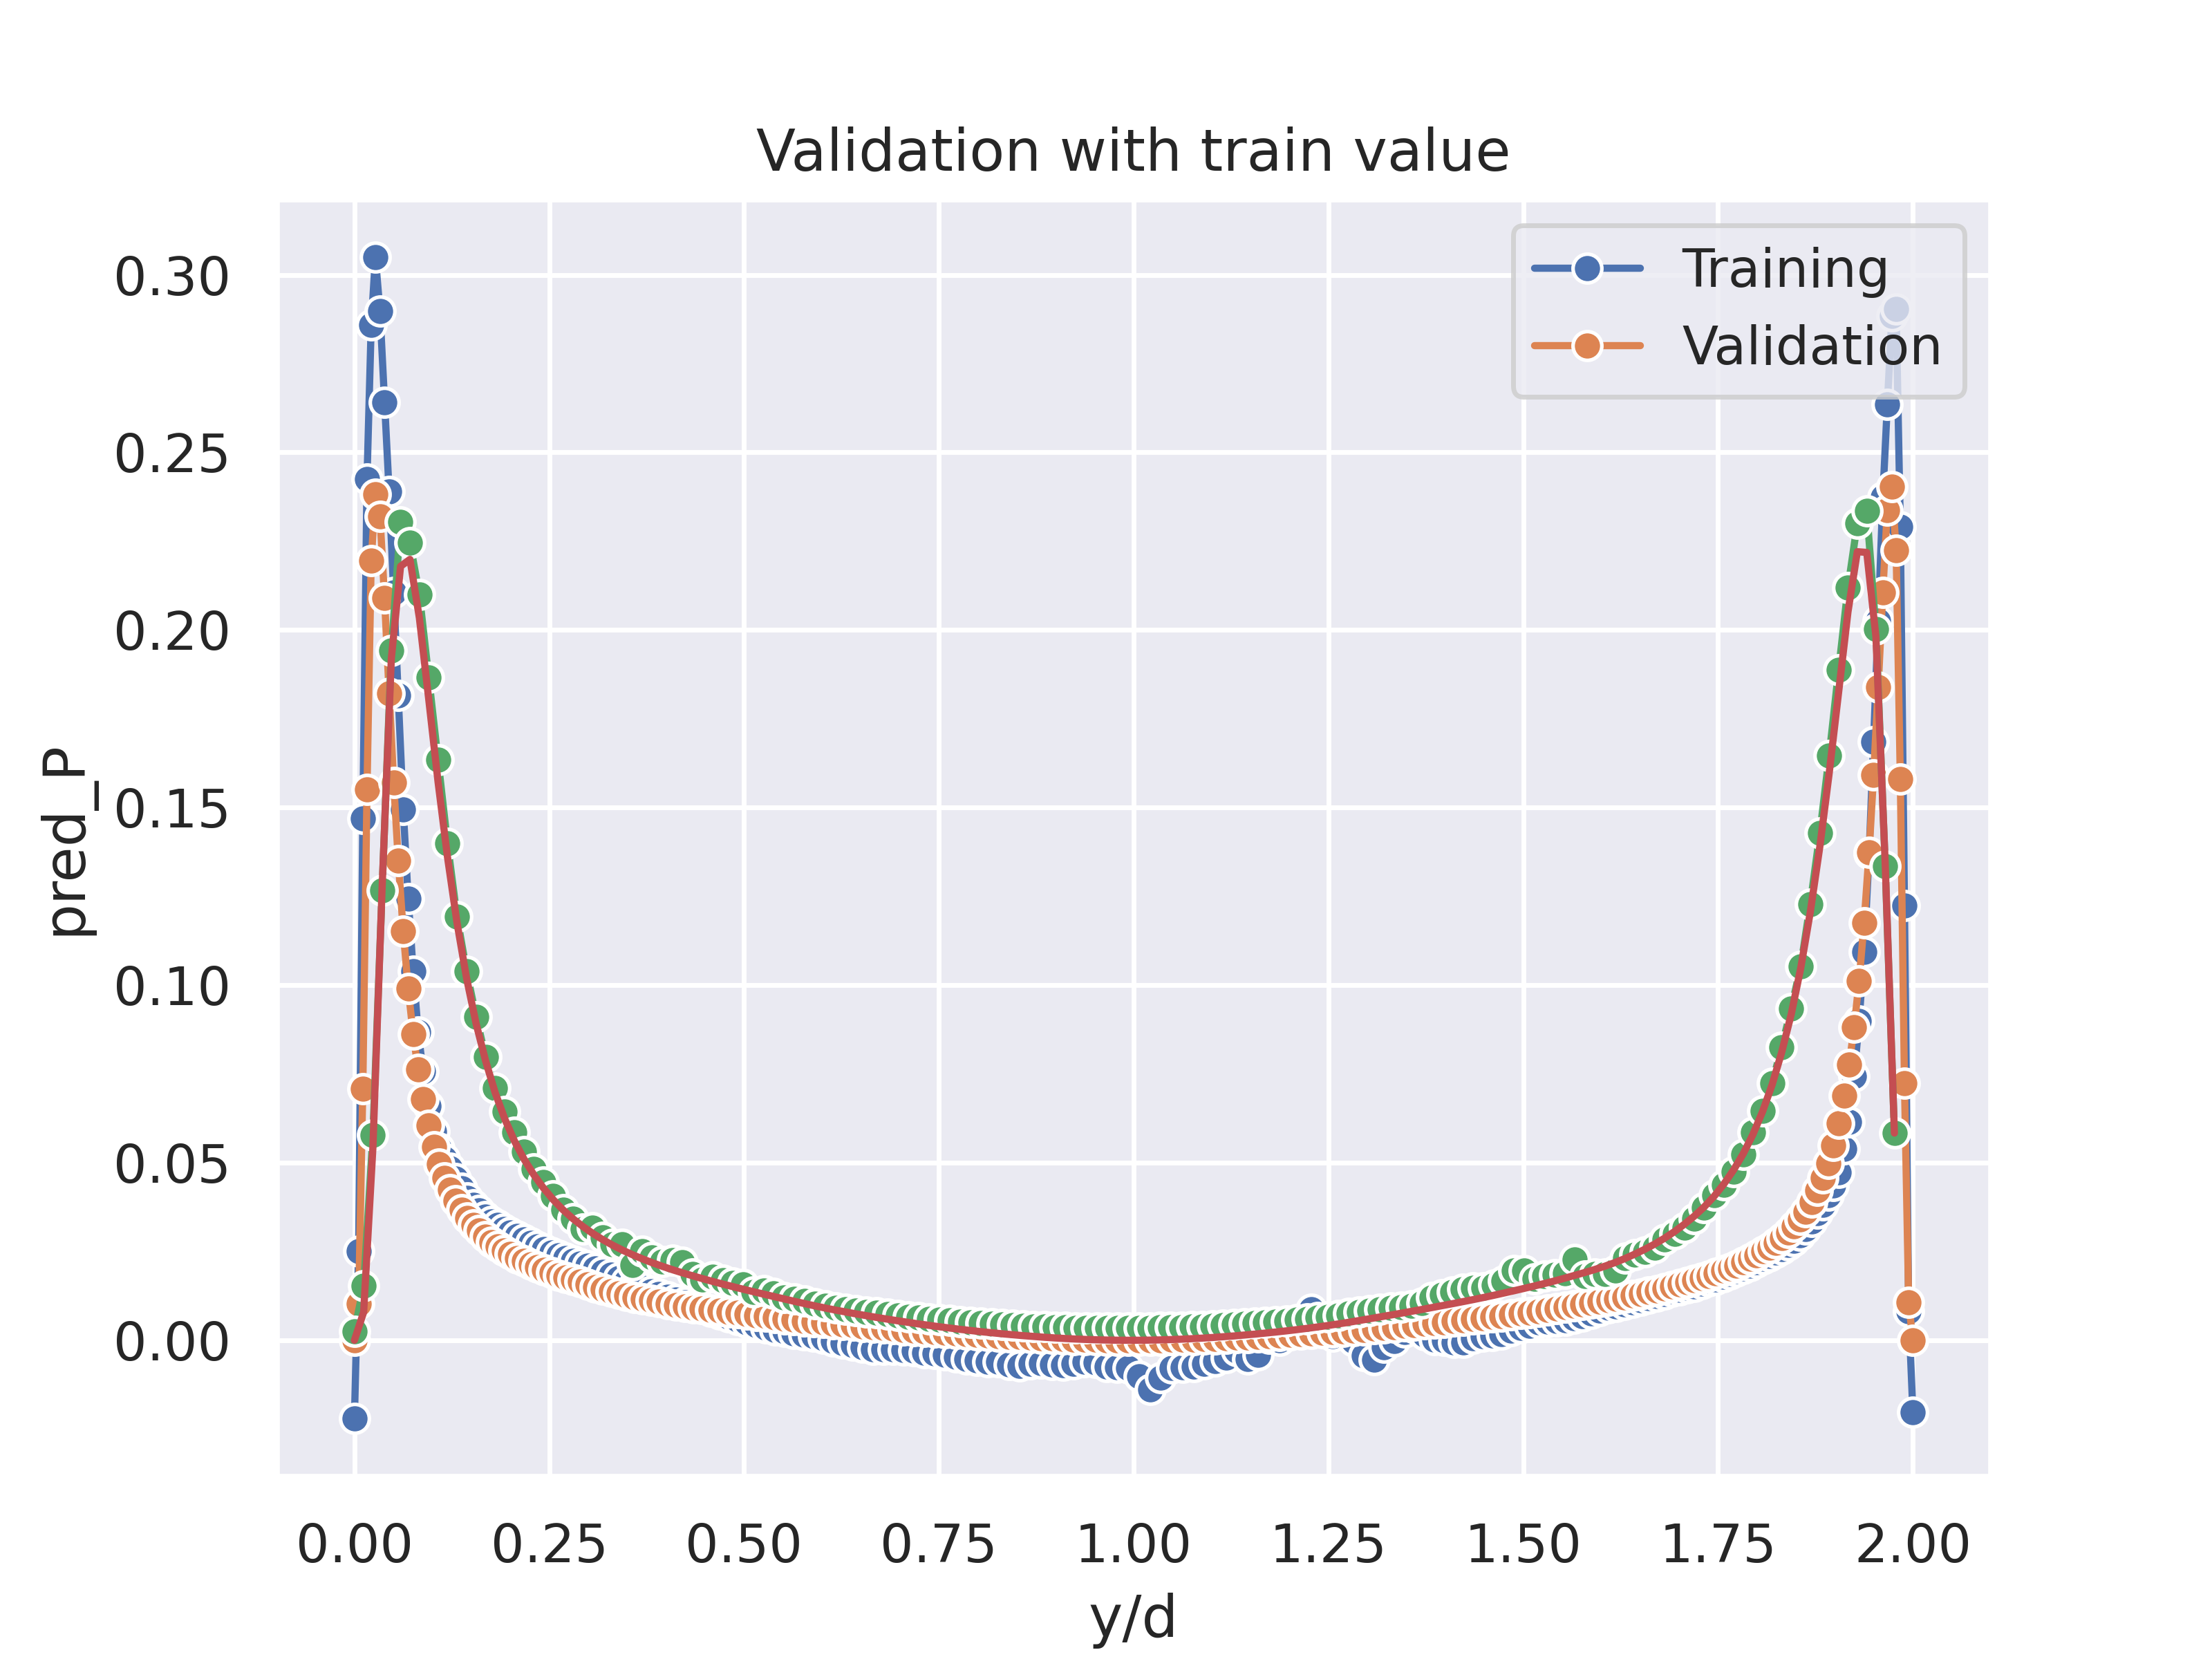 Validation with train value
Training
Validation
pred_P
0.30
0.25
0.20
0.15
0.10
0.05
0.00
0.00 0.25 0.50 0.75 1.00 1.25 1.50 1.75 2.00
y/d